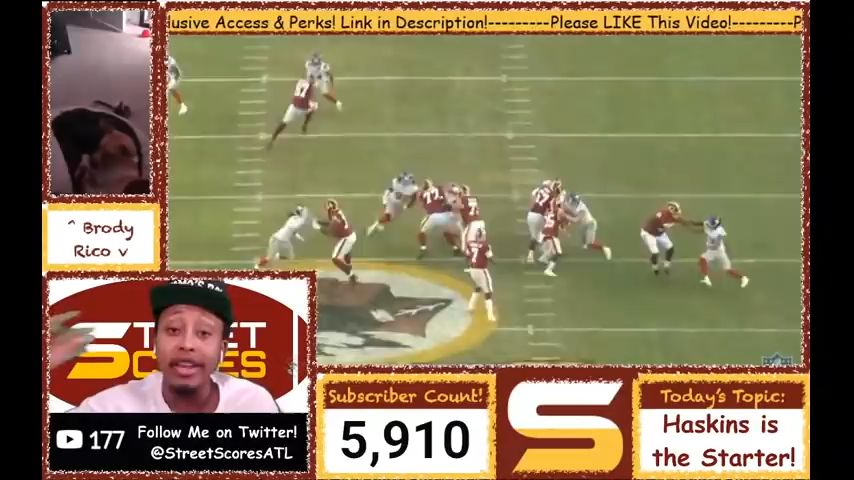 lusive Access & Perks! Link in Description!---------Please LIKE This Video!---------P
^ Brody
Rico v
STREET
SCORES
177
Follow Me on Twitter!
@StreetScoresATL
Subscriber Count!
5,910
S
Today's Topic:
Haskins is
the Starter!